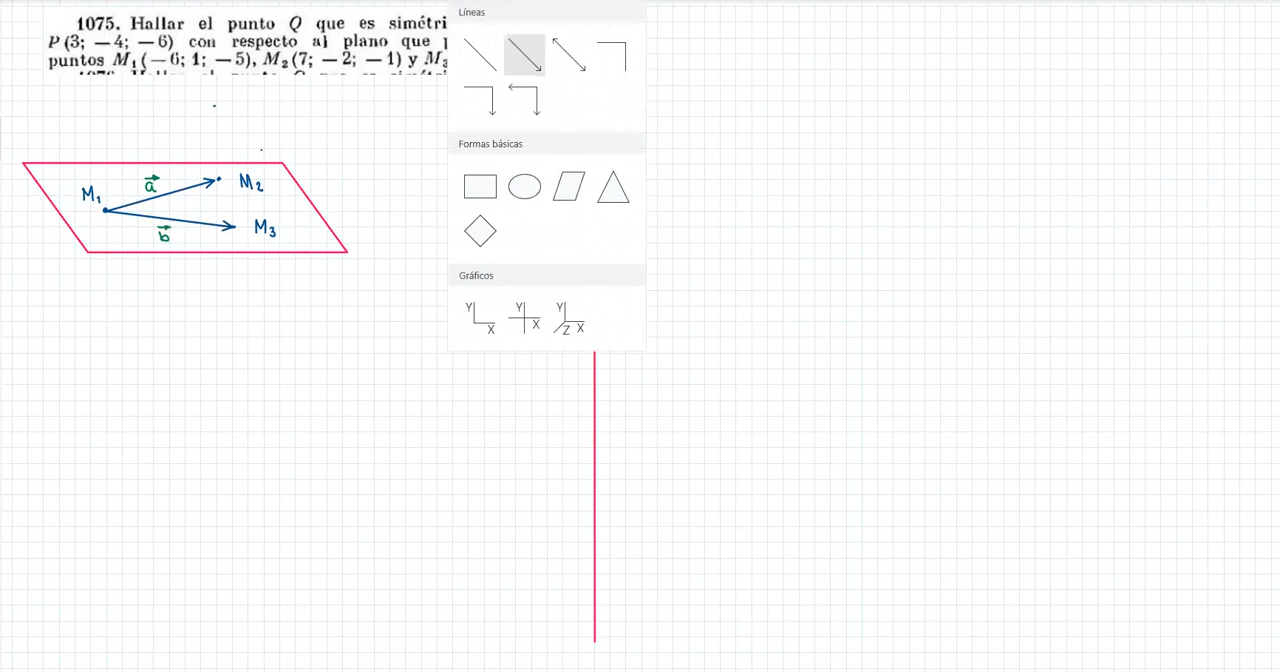 1075. Hallar el punto Q que es simétri
P (3; — 4; — 6) con respecto al plano que
puntos M₁ (— 6; 1; — 5), M₂ (7; — 2; — 1) y M₃
M₁
a
M₂
b
M₃
Líneas
Formas básicas
Gráficos
Y
X
Y
X
Y
Z X